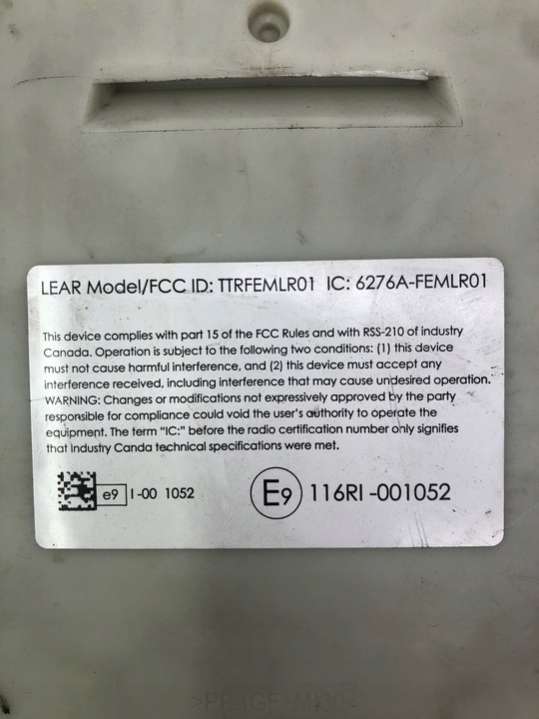 LEAR Model/FCC ID: TTRFEMLR01 IC: 6276A-FEMLR01
This device complies with part 15 of the FCC Rules and with RSS-210 of industry
Canada. Operation is subject to the following two conditions: (1) this device
must not cause harmful interference, and (2) this device must accept any
interference received, including interference that may cause undesired operation.
WARNING: Changes or modifications not expressively approved by the party
responsible for compliance could void the user's authority to operate the
equipment. The term "IC:" before the radio certification number only signifies
that Industry Canda technical specifications were met.
e9 I-00 1052 E9 116RI-001052